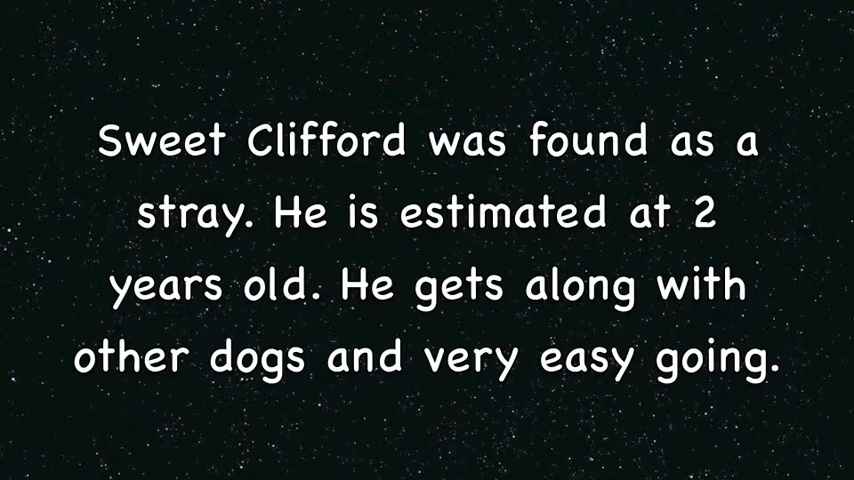 Sweet Clifford was found as a
stray. He is estimated at 2
years old. He gets along with
other dogs and very easy going.